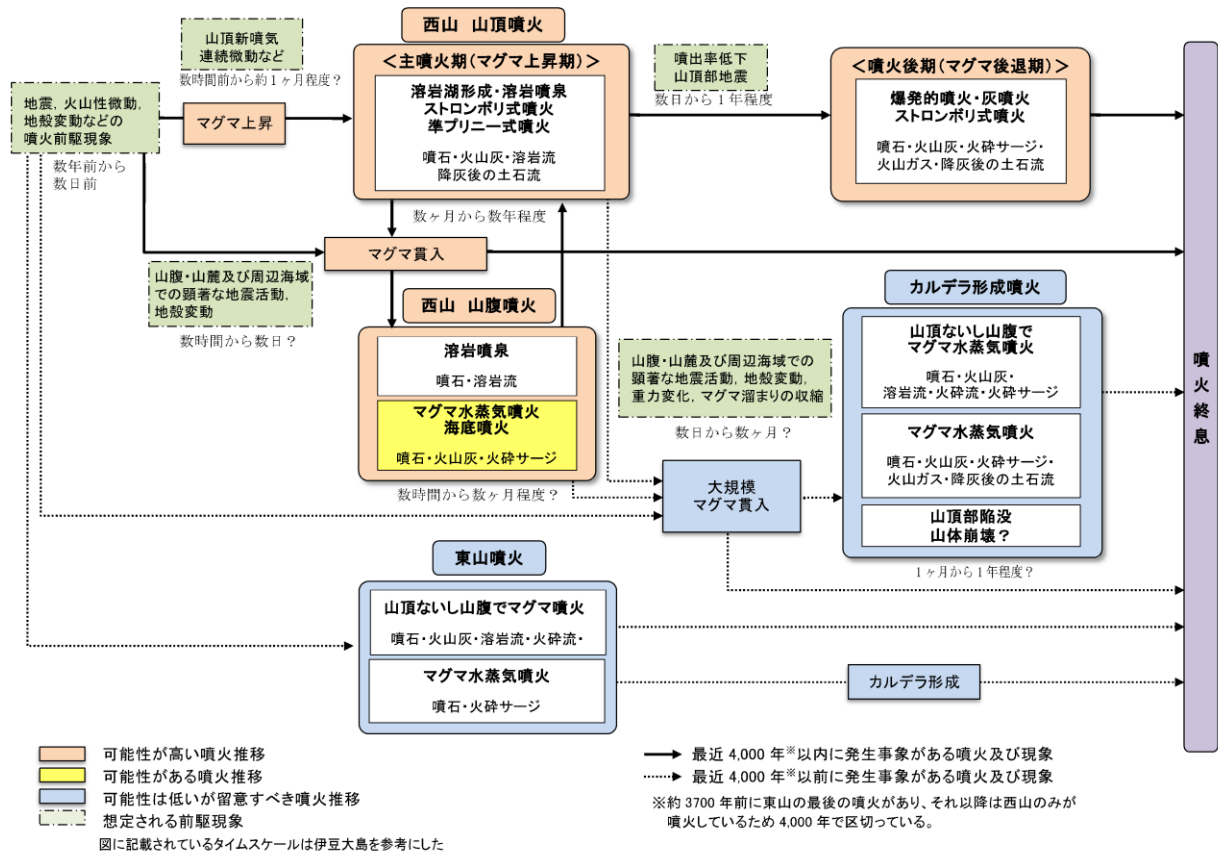 西山 山頂噴火
山頂新噴気
連続微動など
数時間前から約１ヶ月程度？
地震，火山性微動，
地殻変動などの
噴火前駆現象
数年前から
数日前
マグマ上昇
＜主噴火期（マグマ上昇期）＞
溶岩湖形成・溶岩噴泉
ストロンボリ式噴火
準プリニー式噴火
噴石・火山灰・溶岩流
降灰後の土石流
噴出率低下
山頂部地震
数日から１年程度
＜噴火後期（マグマ後退期）＞
爆発的噴火・灰噴火
ストロンボリ式噴火
噴石・火山灰・火砕サージ・
火山ガス・降灰後の土石流
数ヶ月から数年程度
マグマ貫入
山腹・山麓及び周辺海域
での顕著な地震活動，
地殻変動
数時間から数日？
西山 山腹噴火
溶岩噴泉
噴石・溶岩流
マグマ水蒸気噴火
海底噴火
噴石・火山灰・火砕サージ
数時間から数ヶ月程度？
山腹・山麓及び周辺海域での
顕著な地震活動，地殻変動，
重力変化，マグマ溜まりの収縮
数日から数ヶ月？
大規模
マグマ貫入
カルデラ形成噴火
山頂ないし山腹で
マグマ水蒸気噴火
噴石・火山灰・
溶岩流・火砕流・火砕サージ
マグマ水蒸気噴火
噴石・火山灰・火砕サージ・
火山ガス・降灰後の土石流
山頂部陥没
山体崩壊？
１ヶ月から１年程度？
噴火終息
東山噴火
山頂ないし山腹でマグマ噴火
噴石・火山灰・溶岩流・火砕流・
マグマ水蒸気噴火
噴石・火砕サージ
カルデラ形成
可能性が高い噴火推移
可能性がある噴火推移
可能性は低いが留意すべき噴火推移
想定される前駆現象
図に記載されているタイムスケールは伊豆大島を参考にした
最近 4,000 年※以内に発生事象がある噴火及び現象
最近 4,000 年※以前に発生事象がある噴火及び現象
※約 3700 年前に東山の最後の噴火があり、それ以降は西山のみが
噴火しているため 4,000 年で区切っている。